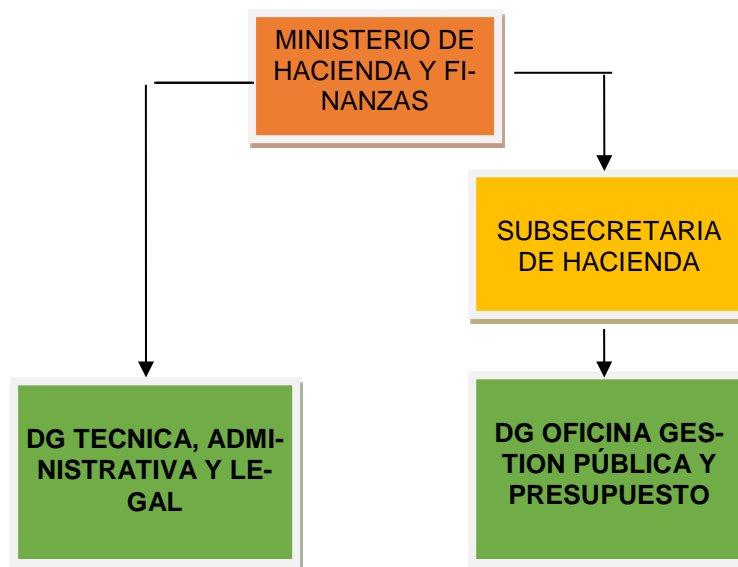 MINISTERIO DE
HACIENDA Y FI-
NANZAS
SUBSECRETARIA
DE HACIENDA
DG TECNICA, ADMI-
NISTRATIVA Y LE-
GAL
DG OFICINA GES-
TION PÚBLICA Y
PRESUPUESTO